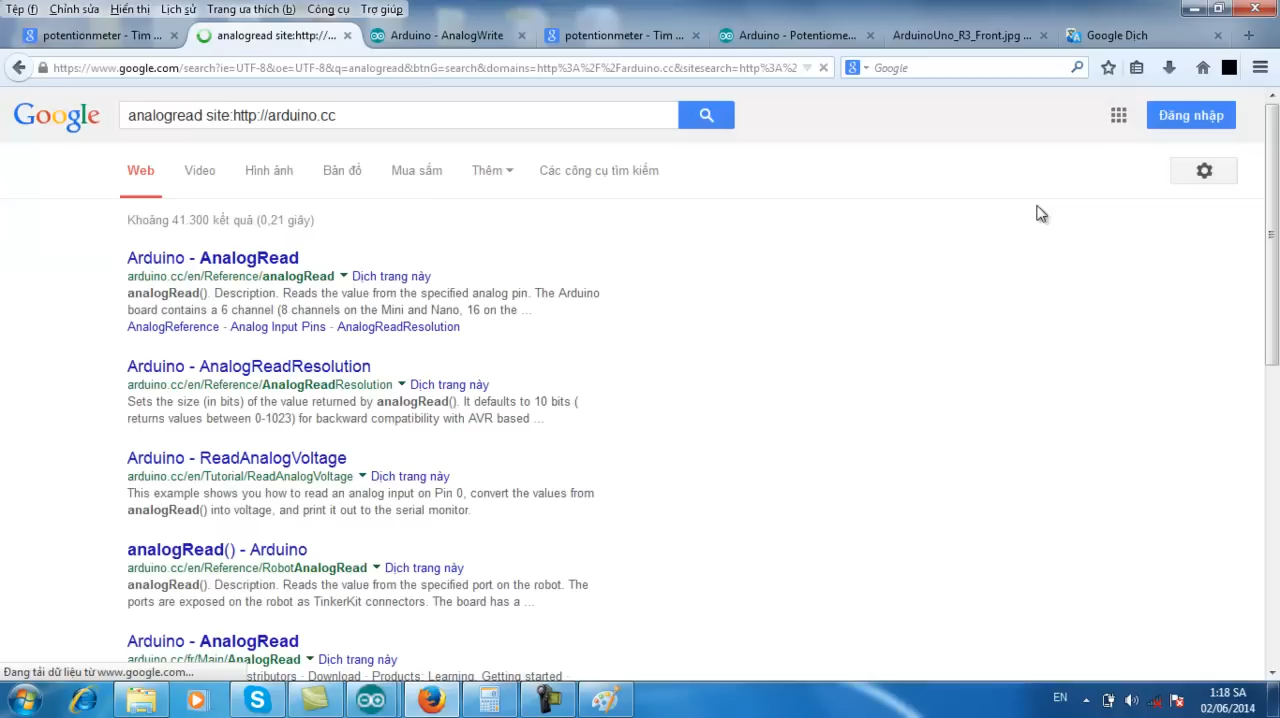 Tệp (f) Chỉnh sửa Hiển thị Lịch sử Trang ưa thích (b) Công cụ Trợ giúp
potentionmeter - Tìm ... analogread site:http://... Arduino - AnalogWrite potentionmeter - Tìm ... Arduino - Potentiome... ArduinoUno_R3_Front.jpg ... Google Dịch
https://www.google.com/search?ie=UTF-8&oe=UTF-8&q=analogread&btnG=search&domains=http%3A%2F%2Farduino.cc&sitesearch=http%3A%2 Google
Google analogread site:http://arduino.cc Đăng nhập
Web Video Hình ảnh Bản đồ Mua sắm Thêm Các công cụ tìm kiếm
Khoảng 41.300 kết quả (0,21 giây)
Arduino - AnalogRead
arduino.cc/en/Reference/analogRead Dịch trang này
analogRead(). Description. Reads the value from the specified analog pin. The Arduino
board contains a 6 channel (8 channels on the Mini and Nano, 16 on the ...
AnalogReference - Analog Input Pins - AnalogReadResolution
Arduino - AnalogReadResolution
arduino.cc/en/Reference/AnalogReadResolution Dịch trang này
Sets the size (in bits) of the value returned by analogRead(). It defaults to 10 bits (
returns values between 0-1023) for backward compatibility with AVR based ...
Arduino - ReadAnalogVoltage
arduino.cc/en/Tutorial/ReadAnalogVoltage Dịch trang này
This example shows you how to read an analog input on Pin 0, convert the values from
analogRead() into voltage, and print it out to the serial monitor.
analogRead() - Arduino
arduino.cc/en/Reference/RobotAnalogRead Dịch trang này
analogRead(). Description. Reads the value from the specified port on the robot. The
ports are exposed on the robot as TinkerKit connectors. The board has a ...
Arduino - AnalogRead
arduino.cc/fr/Main/AnalogRead Dịch trang này
Đang tải dữ liệu từ www.google.com... tributors · Download · Products: Learning. Getting started ·
EN 1:18 SA
02/06/2014